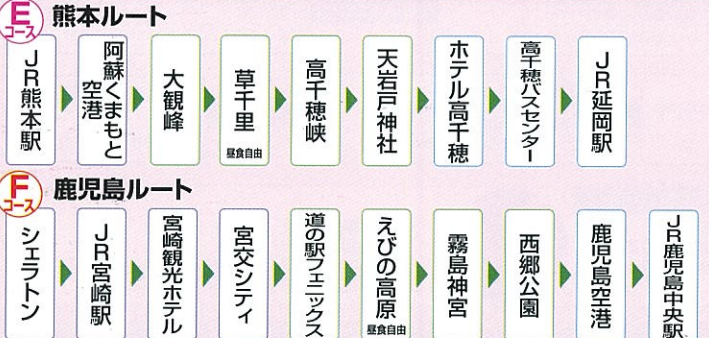 Eコース 熊本ルート
JR熊本駅
阿蘇くまもと
空港
大観峰
草千里
昼食自由
高千穂峡
天岩戸神社
ホテル高千穂
高千穂バスセンター
JR延岡駅
Fコース 鹿児島ルート
シェラトン
JR宮崎駅
宮崎観光ホテル
宮交シティ
道の駅フェニックス
えびの高原
昼食自由
霧島神宮
西郷公園
鹿児島空港
JR鹿児島中央駅